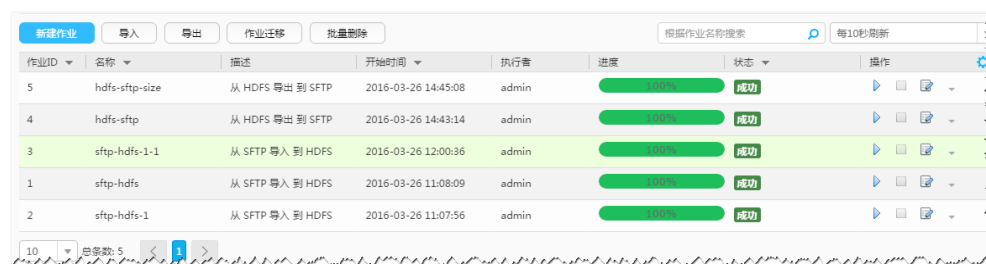 新建作业 导入 导出 作业迁移 批量删除 根据作业名称搜索 每10秒刷新
作业ID 名称 描述 开始时间 执行者 进度 状态 操作
5 hdfs-sftp-size 从 HDFS 导出 到 SFTP 2016-03-26 14:45:08 admin 100% 成功
4 hdfs-sftp 从 HDFS 导出 到 SFTP 2016-03-26 14:43:14 admin 100% 成功
3 sftp-hdfs-1-1 从 SFTP 导入 到 HDFS 2016-03-26 12:00:36 admin 100% 成功
1 sftp-hdfs 从 SFTP 导入 到 HDFS 2016-03-26 11:08:09 admin 100% 成功
2 sftp-hdfs-1 从 SFTP 导入 到 HDFS 2016-03-26 11:07:56 admin 100% 成功
10 总条数: 5 1